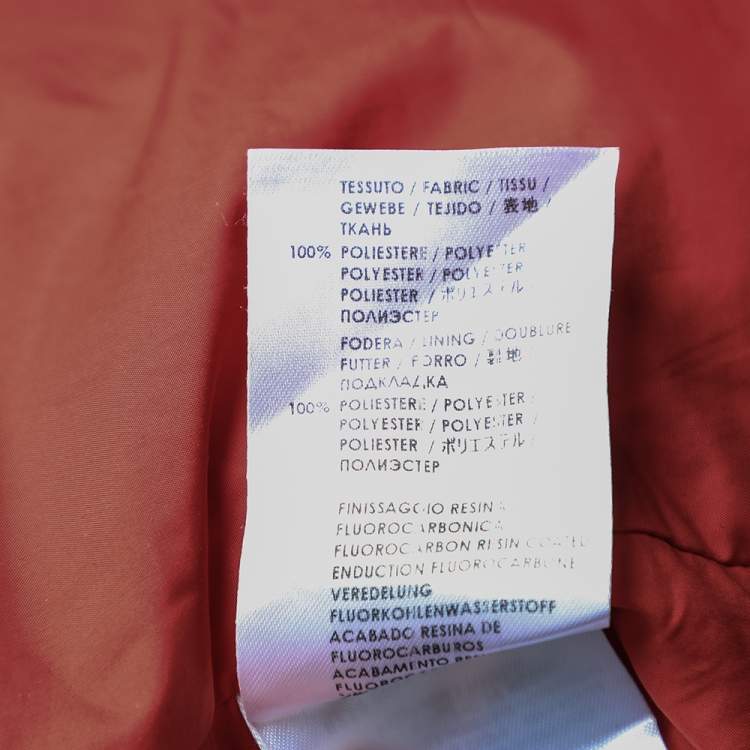 TESSUTO / FABRIC / TISSU /
GEWEBE / TEJIDO / 表地 /
ТКАНЬ
100% POLIESTERE / POLYESTER
POLYESTER / POLYESTER
POLIESTER / ポリエステル
ПОЛИЭСТЕР
FODERA / LINING / DOUBLURE
FUTTER / FORRO / 裏地
ПОДКЛАДКА
100% POLIESTERE / POLYESTER /
POLYESTER / POLYESTER /
POLIESTER / ポリエステル /
ПОЛИЭСТЕР
FINISSAGGIO RESINA
FLUOROCARBONICA
FLUOROCARBON RESIN COATED
ENDUCTION FLUOROCARBONE
VEREDELUNG
FLUORKOHLENWASSERSTOFF
ACABADO RESINA DE
FLUOROCARBUROS
ACABAMENTO